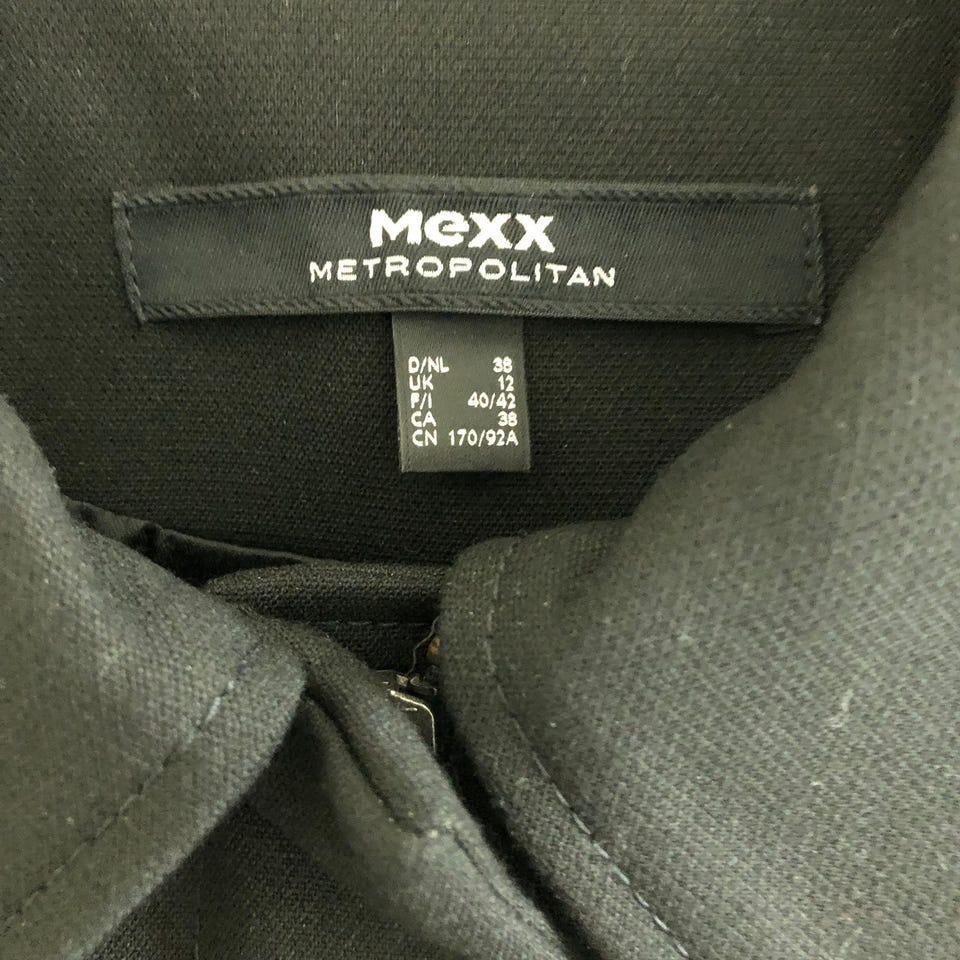 Mexx
METROPOLITAN
D/NL 38
UK 12
F/I 40/42
CA 38
CN 170/92A